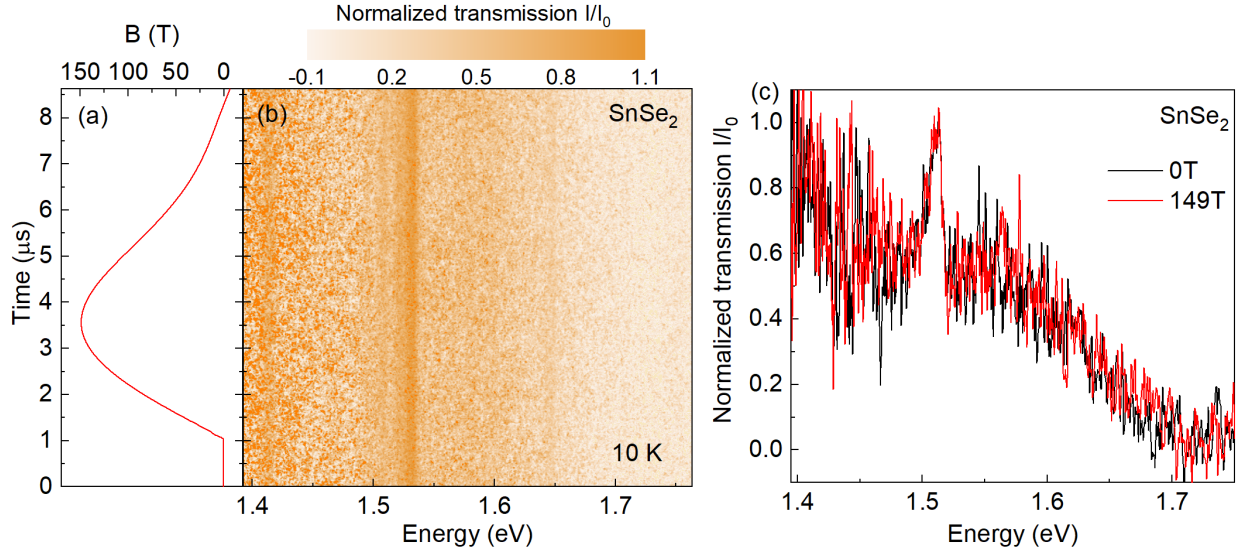 B (T)
150 100 50 0
Normalized transmission I/I₀
-0.1 0.2 0.5 0.8 1.1
(a)
(b)
SnSe₂
10 K
Time (μs)
8
7
6
5
4
3
2
1
0
1.4 1.5 1.6 1.7
Energy (eV)
(c)
SnSe₂
0T
149T
Normalized transmission I/I₀
1.0
0.8
0.6
0.4
0.2
0.0
1.4 1.5 1.6 1.7
Energy (eV)